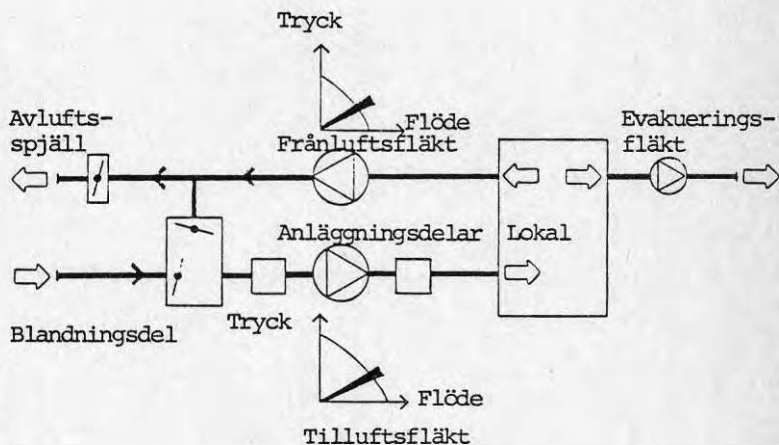 Tryck
Flöde
Avlufts-
spjäll
Frånluftsfläkt
Evakuerings-
fläkt
Anläggningsdelar
Lokal
Blandningsdel
Tryck
Flöde
Tilluftsfläkt